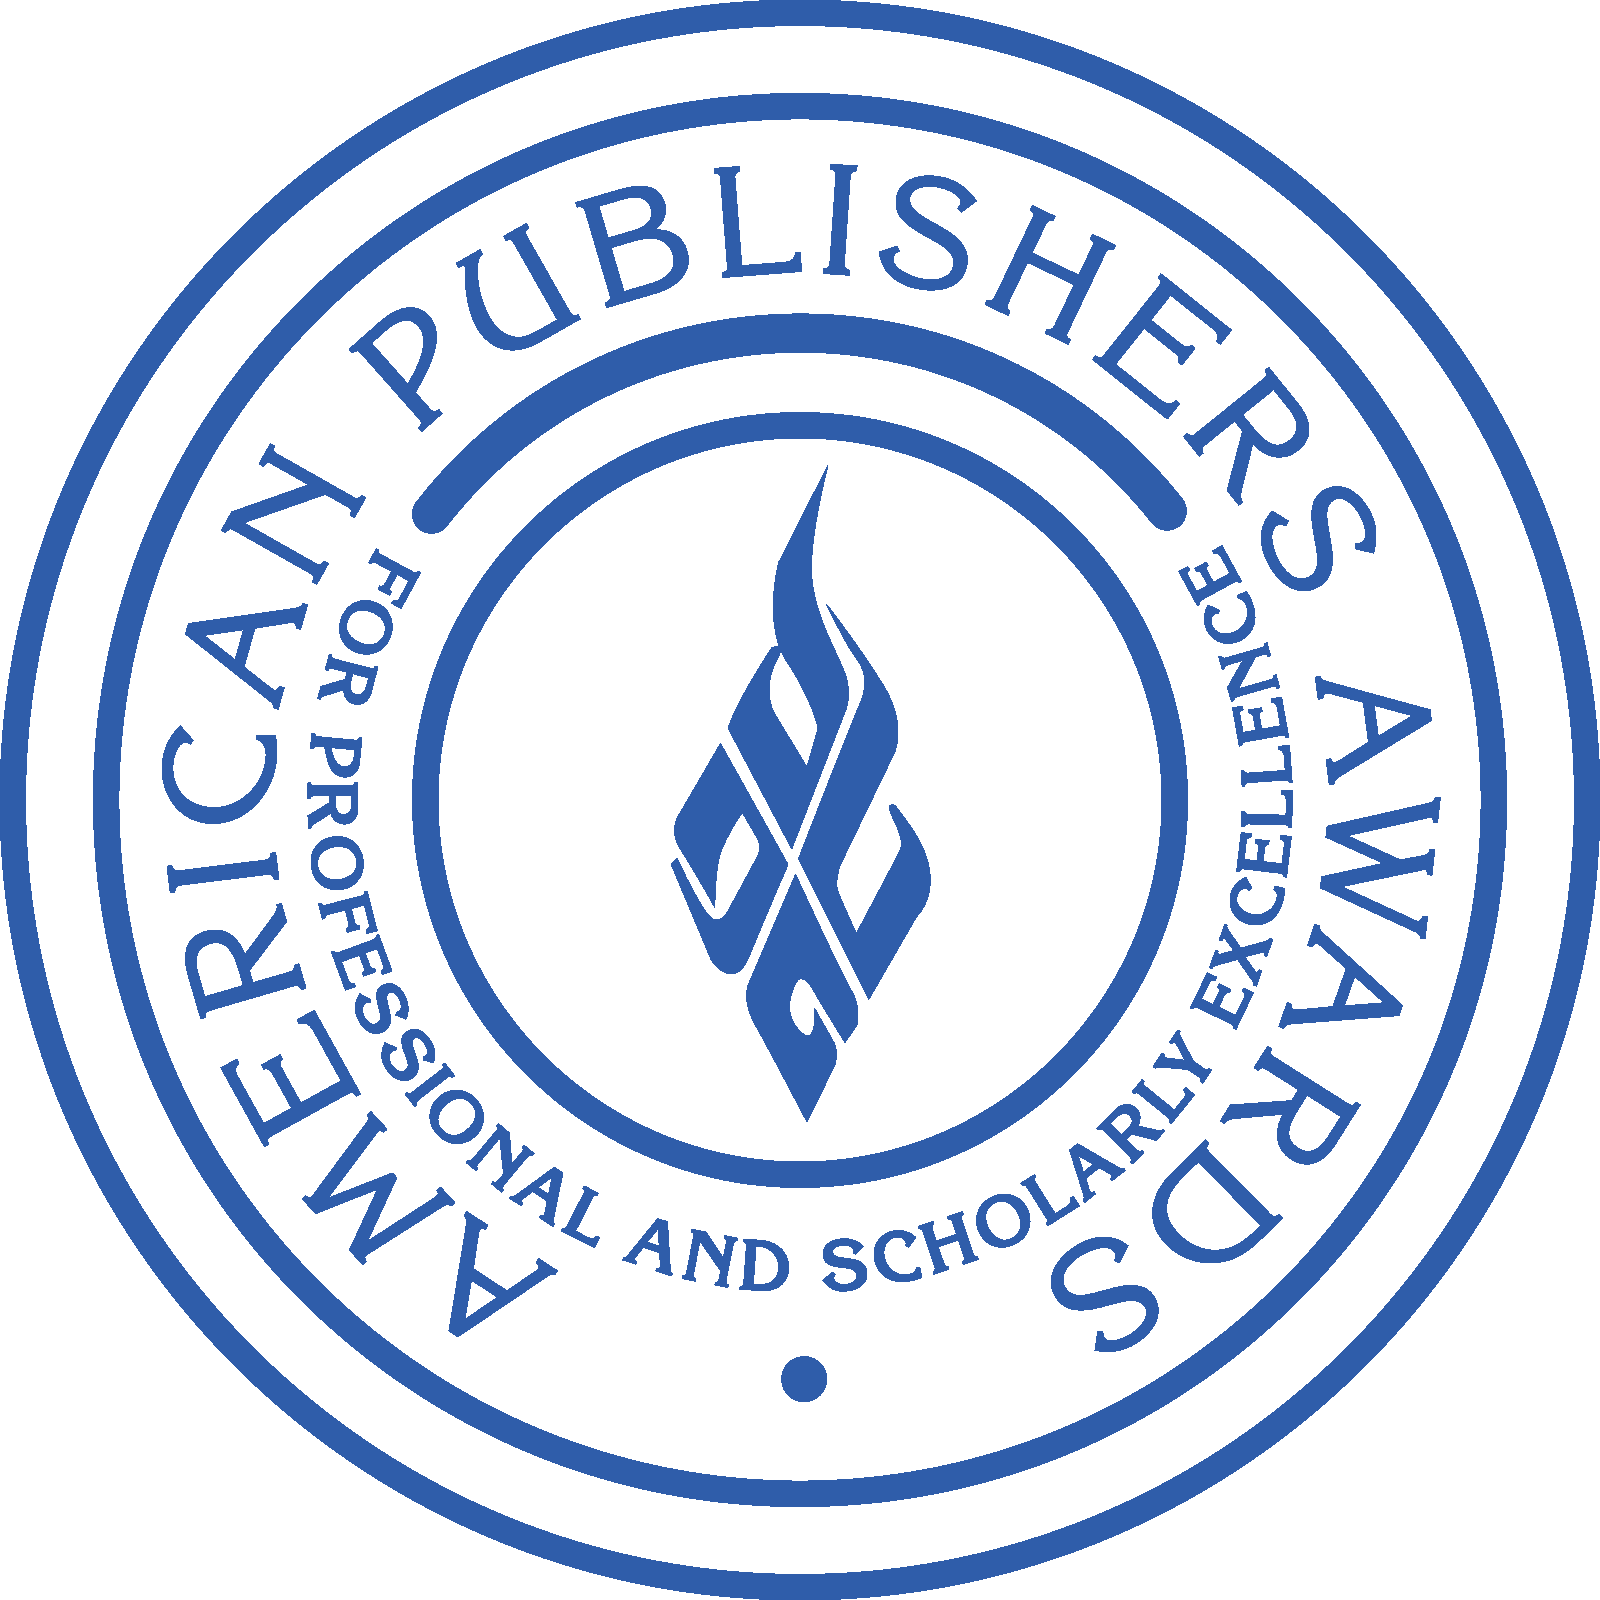 AMERICAN PUBLISHERS AWARDS
FOR PROFESSIONAL AND SCHOLARLY EXCELLENCE